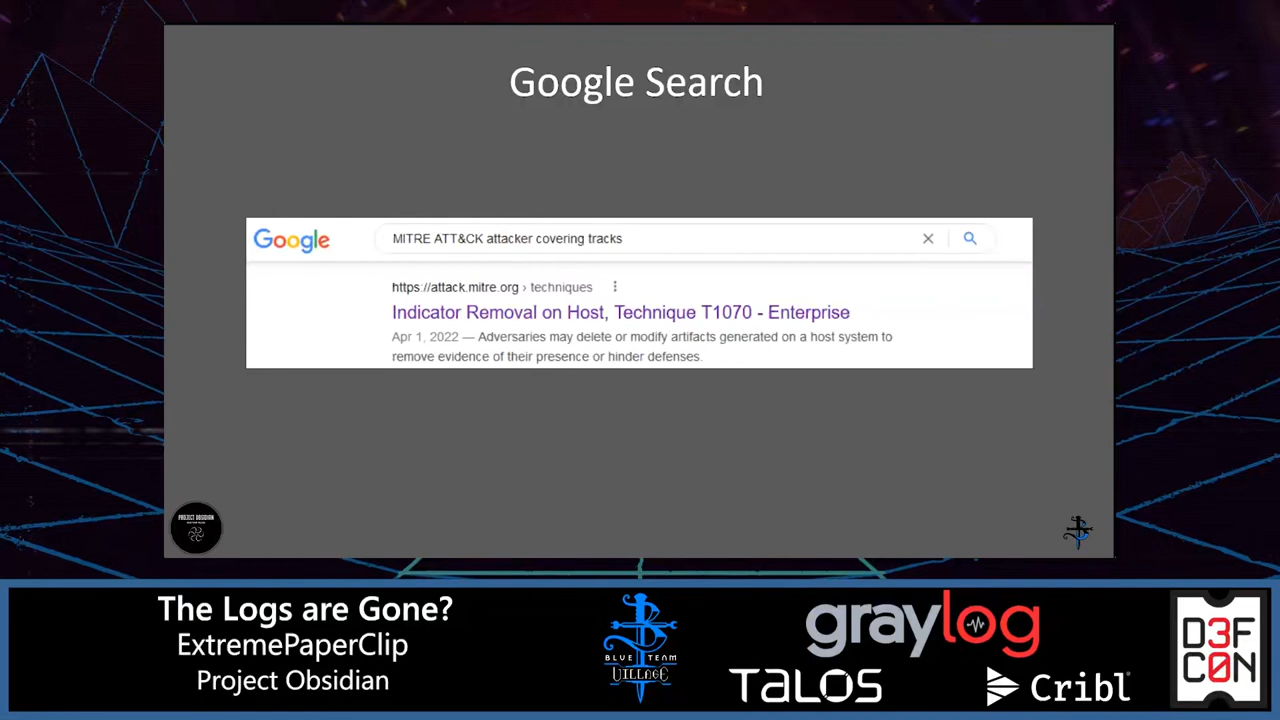 Google Search
Google
MITRE ATT&CK attacker covering tracks
https://attack.mitre.org › techniques
Indicator Removal on Host, Technique T1070 - Enterprise
Apr 1, 2022 — Adversaries may delete or modify artifacts generated on a host system to
remove evidence of their presence or hinder defenses.
PROJECT OBSIDIAN
The Logs are Gone?
ExtremePaperClip
Project Obsidian
BLUE TEAM
VILLAGE
graylog
TALOS
Cribl
D3F
C0N